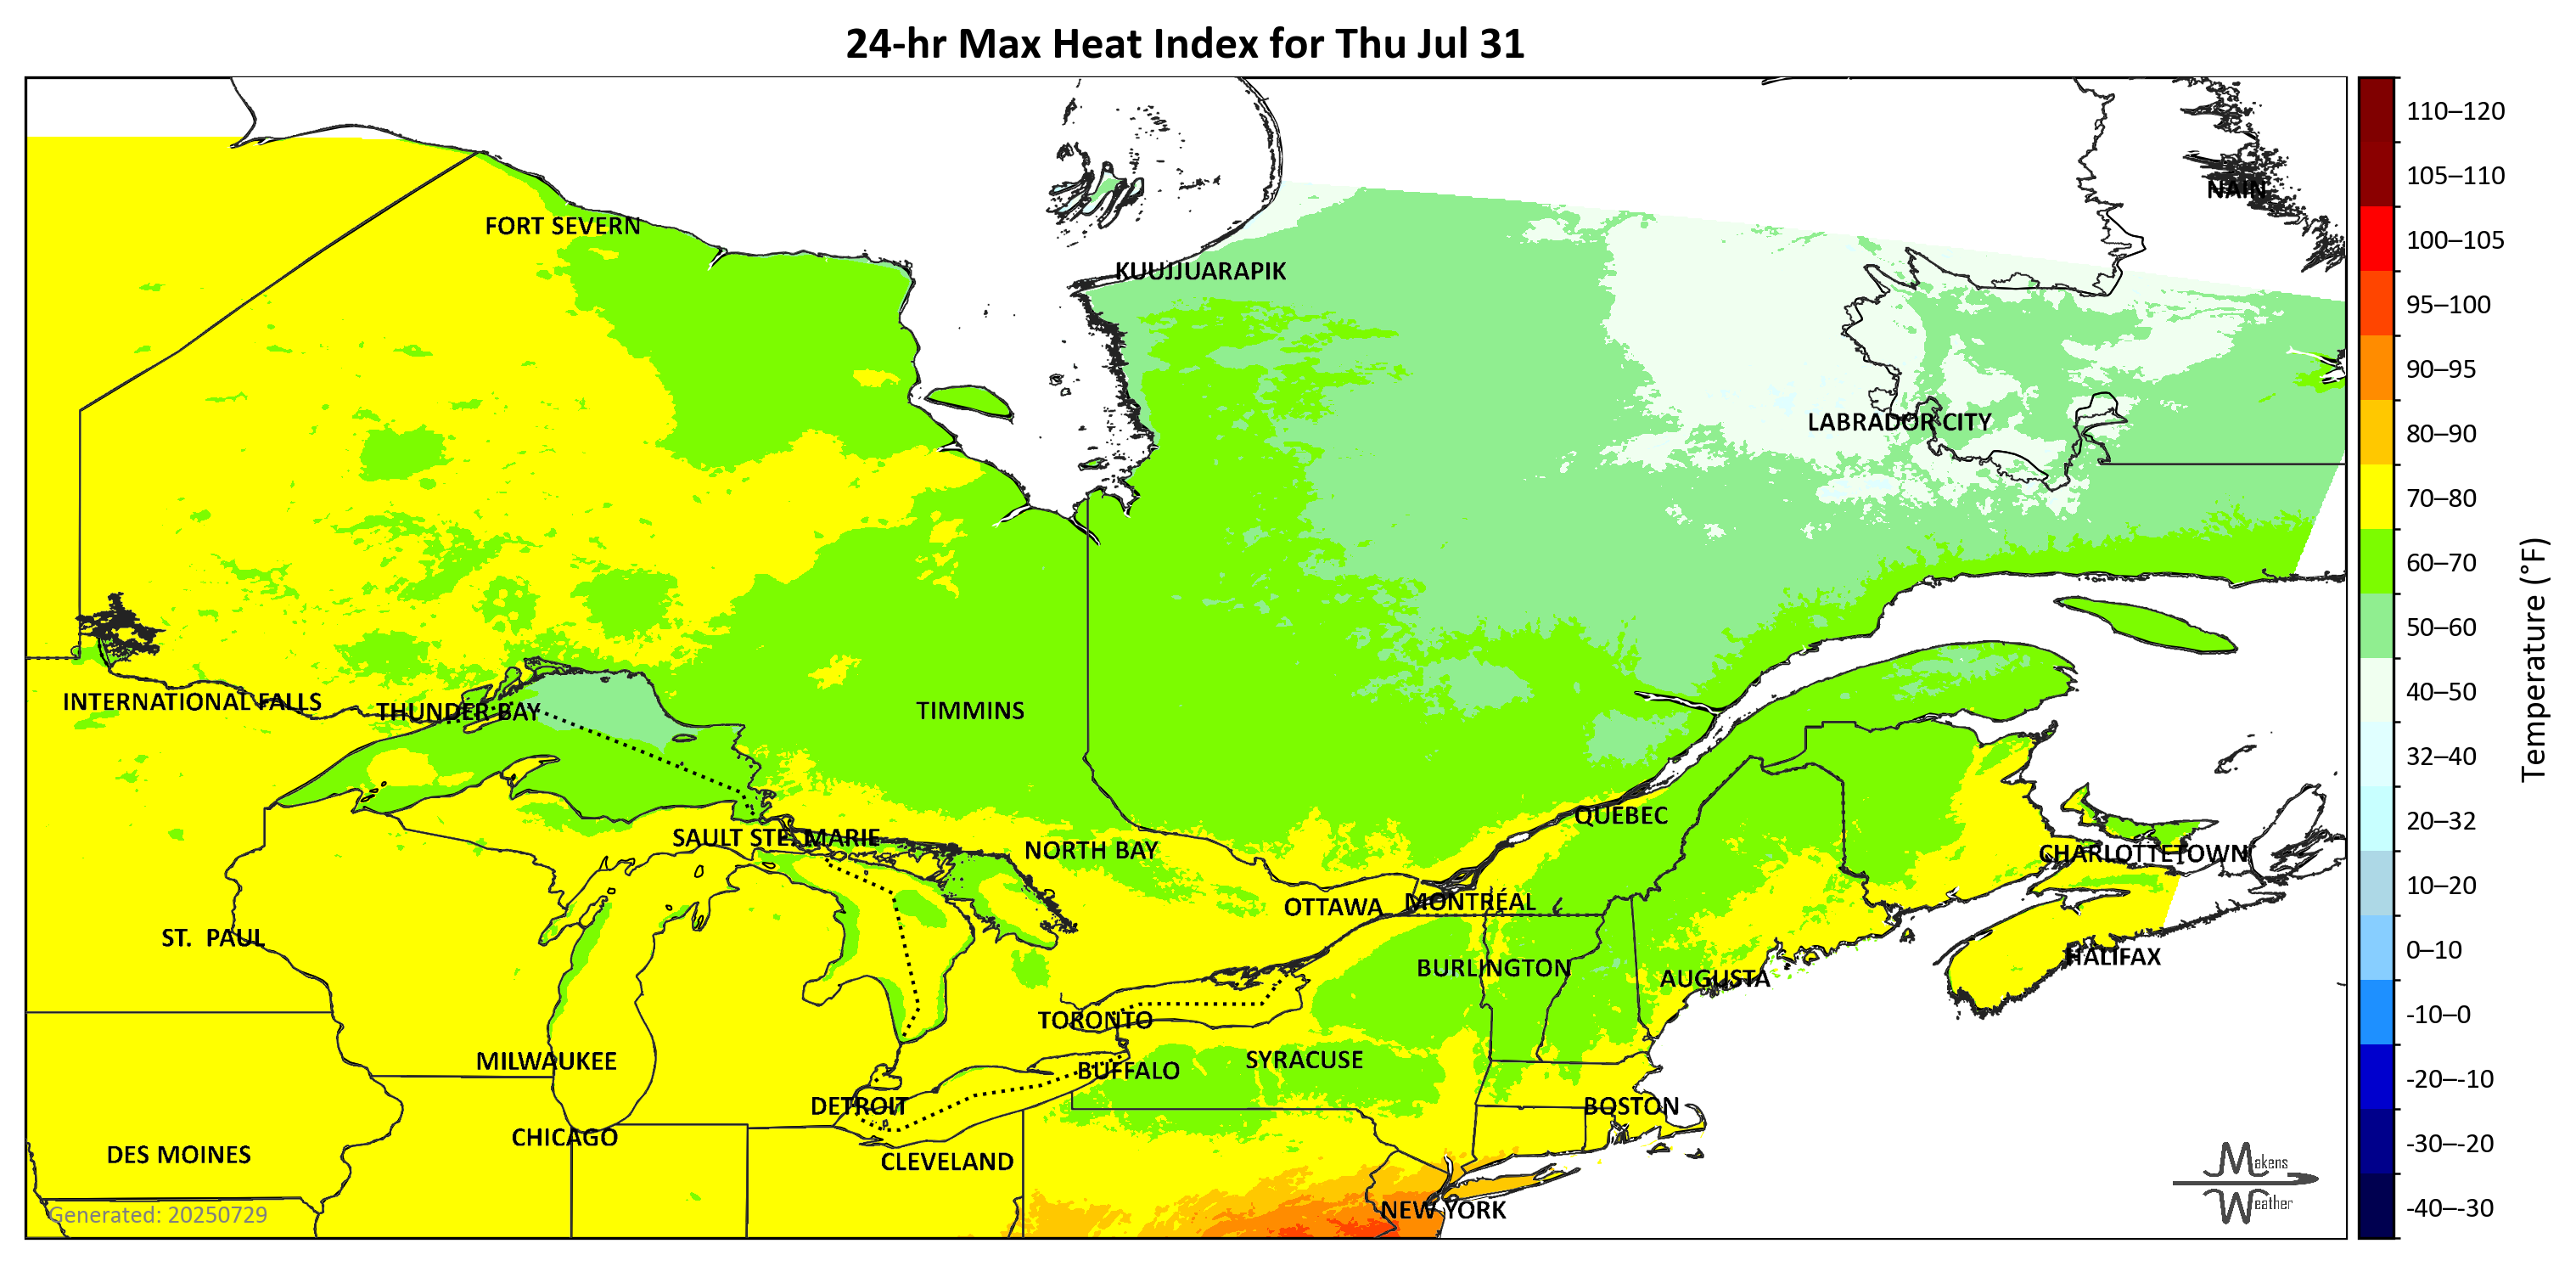 24-hr Max Heat Index for Thu Jul 31
110–120
105–110
NAIN
FORT SEVERN
100–105
KUUJJUARAPIK
95–100
90–95
LABRADOR CITY
80–90
70–80
60–70
50–60
Temperature (°F)
INTERNATIONAL FALLS
THUNDER BAY
TIMMINS
40–50
32–40
QUEBEC
20–32
SAULT STE. MARIE
NORTH BAY
CHARLOTTETOWN
10–20
OTTAWA
MONTRÉAL
ST. PAUL
0–10
HALIFAX
BURLINGTON
AUGUSTA
TORONTO
-10–0
MILWAUKEE
SYRACUSE
BUFFALO
-20–-10
DETROIT
BOSTON
CHICAGO
-30–-20
DES MOINES
CLEVELAND
Makens
Weather
NEW YORK
-40–-30
Generated: 20250729